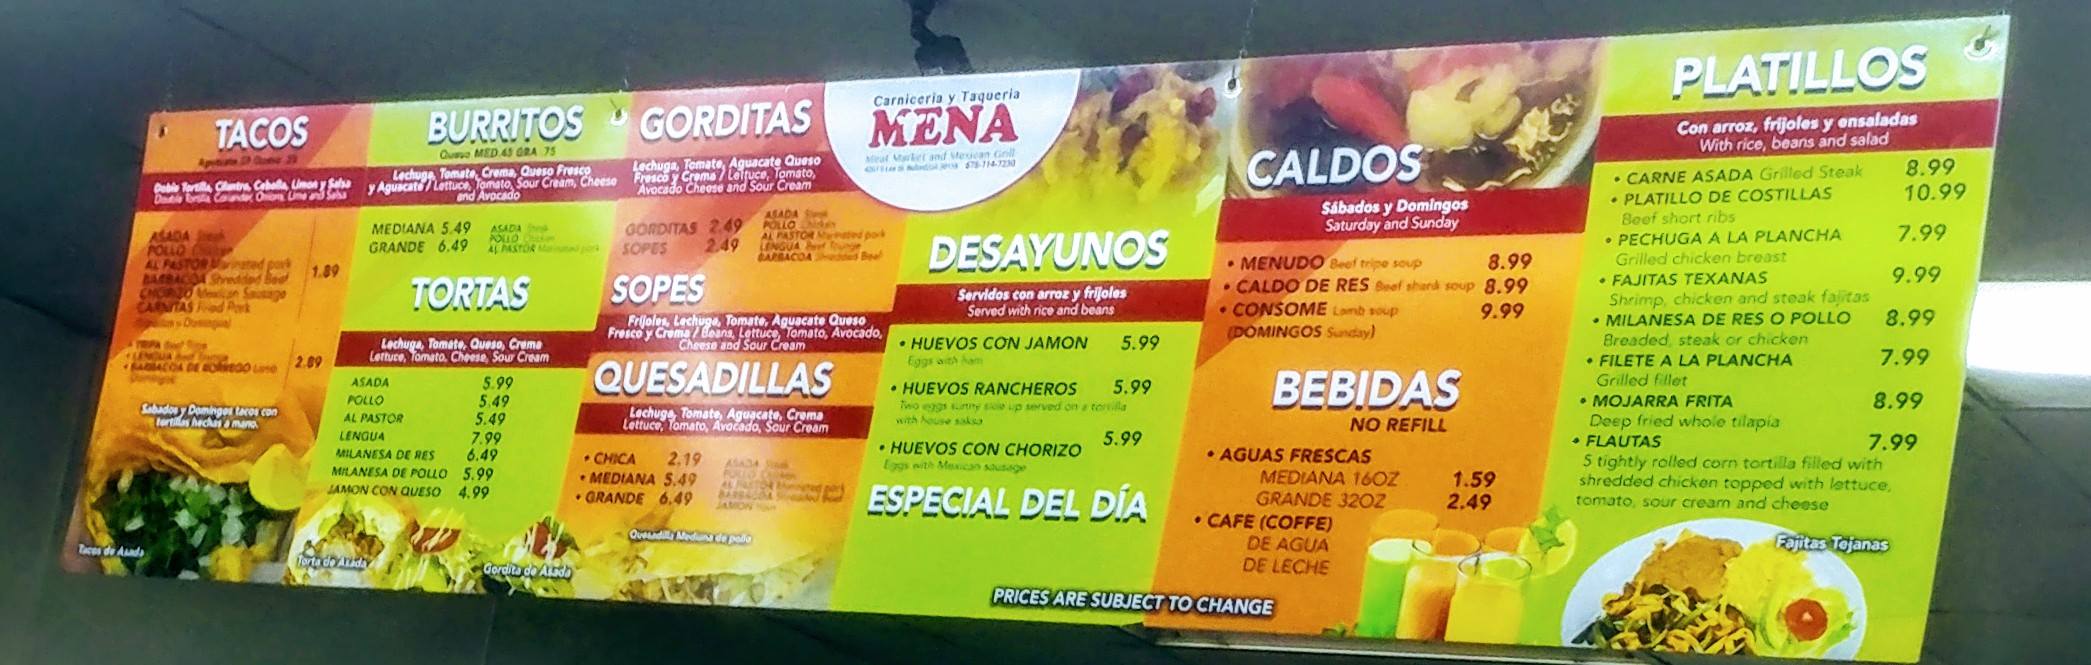 TACOS
Doble Tortilla, Cilantro, Cebolla, Limon y Salsa
Double Tortilla, Coriander, Onions, Lime and Salsa
ASADA Steak
POLLO Chicken
AL PASTOR Marinated pork
BARBACOA Shredded Beef
CHORIZO Mexican Sausage
CARNITAS Fried Pork
1.89
• TRIPA Beef Tripe
• LENGUA Beef Tongue
• BARBACOA DE BORREGO
2.89
Sabados y Domingos tacos con
tortillas hechas a mano.
Tacos de Asada
BURRITOS
Queso MED .45 GRA .75
Lechuga, Tomate, Crema, Queso Fresco
y Aguacate / Lettuce, Tomato, Sour Cream, Cheese
and Avocado
MEDIANA 5.49
GRANDE 6.49
ASADA Steak
POLLO Chicken
AL PASTOR Marinated pork
TORTAS
Lechuga, Tomate, Queso, Crema
Lettuce, Tomato, Cheese, Sour Cream
ASADA 5.99
POLLO 5.49
AL PASTOR 5.49
LENGUA 7.99
MILANESA DE RES 6.49
MILANESA DE POLLO 5.99
JAMON CON QUESO 4.99
Torta de Asada
Gordita de Asada
GORDITAS
Lechuga, Tomate, Aguacate Queso
Fresco y Crema / Lettuce, Tomato,
Avocado Cheese and Sour Cream
GORDITAS 2.49
SOPES 2.49
ASADA Steak
POLLO Chicken
AL PASTOR Marinated pork
LENGUA Beef Tounge
BARBACOA Shredded Beef
SOPES
Frijoles, Lechuga, Tomate, Aguacate Queso
Fresco y Crema / Beans, Lettuce, Tomato, Avocado,
Cheese and Sour Cream
QUESADILLAS
Lechuga, Tomate, Aguacate, Crema
Lettuce, Tomato, Avocado, Sour Cream
• CHICA 2.19
• MEDIANA 5.49
• GRANDE 6.49
ASADA Steak
POLLO Chicken
AL PASTOR Marinated pork
BARBACOA Shredded Beef
JAMON Ham
Quesadilla Mediana de pollo
Carniceria y Taqueria
MENA
Meat Market and Mexican Grill
678-714-7230
DESAYUNOS
Servidos con arroz y frijoles
Served with rice and beans
• HUEVOS CON JAMON 5.99
Eggs with ham
• HUEVOS RANCHEROS 5.99
Two eggs sunny side up served on a tortilla
with house salsa
• HUEVOS CON CHORIZO 5.99
Eggs with Mexican sausage
ESPECIAL DEL DÍA
PRICES ARE SUBJECT TO CHANGE
CALDOS
Sábados y Domingos
Saturday and Sunday
• MENUDO Beef tripe soup 8.99
• CALDO DE RES Beef shank soup 8.99
• CONSOME Lamb soup 9.99
(DOMINGOS Sunday)
BEBIDAS
NO REFILL
• AGUAS FRESCAS
MEDIANA 16OZ 1.59
GRANDE 32OZ 2.49
• CAFE (COFFE)
DE AGUA
DE LECHE
PLATILLOS
Con arroz, frijoles y ensaladas
With rice, beans and salad
• CARNE ASADA Grilled Steak 8.99
• PLATILLO DE COSTILLAS 10.99
Beef short ribs
• PECHUGA A LA PLANCHA 7.99
Grilled chicken breast
• FAJITAS TEXANAS 9.99
Shrimp, chicken and steak fajitas
• MILANESA DE RES O POLLO 8.99
Breaded, steak or chicken
• FILETE A LA PLANCHA 7.99
Grilled fillet
• MOJARRA FRITA 8.99
Deep fried whole tilapia
• FLAUTAS 7.99
5 tightly rolled corn tortilla filled with
shredded chicken topped with lettuce,
tomato, sour cream and cheese
Fajitas Tejanas